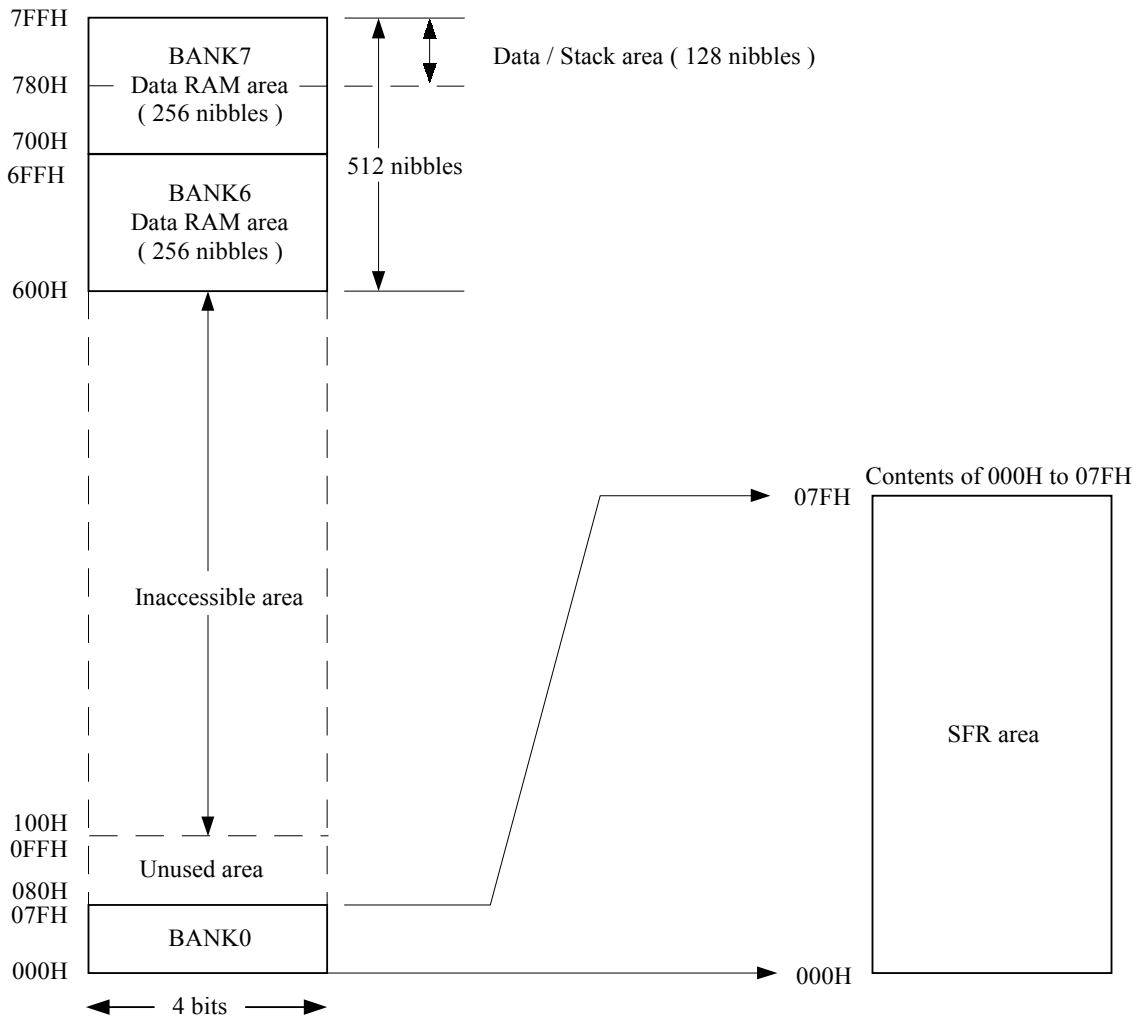 7FFH
BANK7
Data RAM area
( 256 nibbles )
780H
700H
Data / Stack area ( 128 nibbles )
512 nibbles
6FFH
BANK6
Data RAM area
( 256 nibbles )
600H
Inaccessible area
100H
0FFH
Unused area
080H
07FH
BANK0
000H
4 bits
Contents of 000H to 07FH
07FH
SFR area
000H